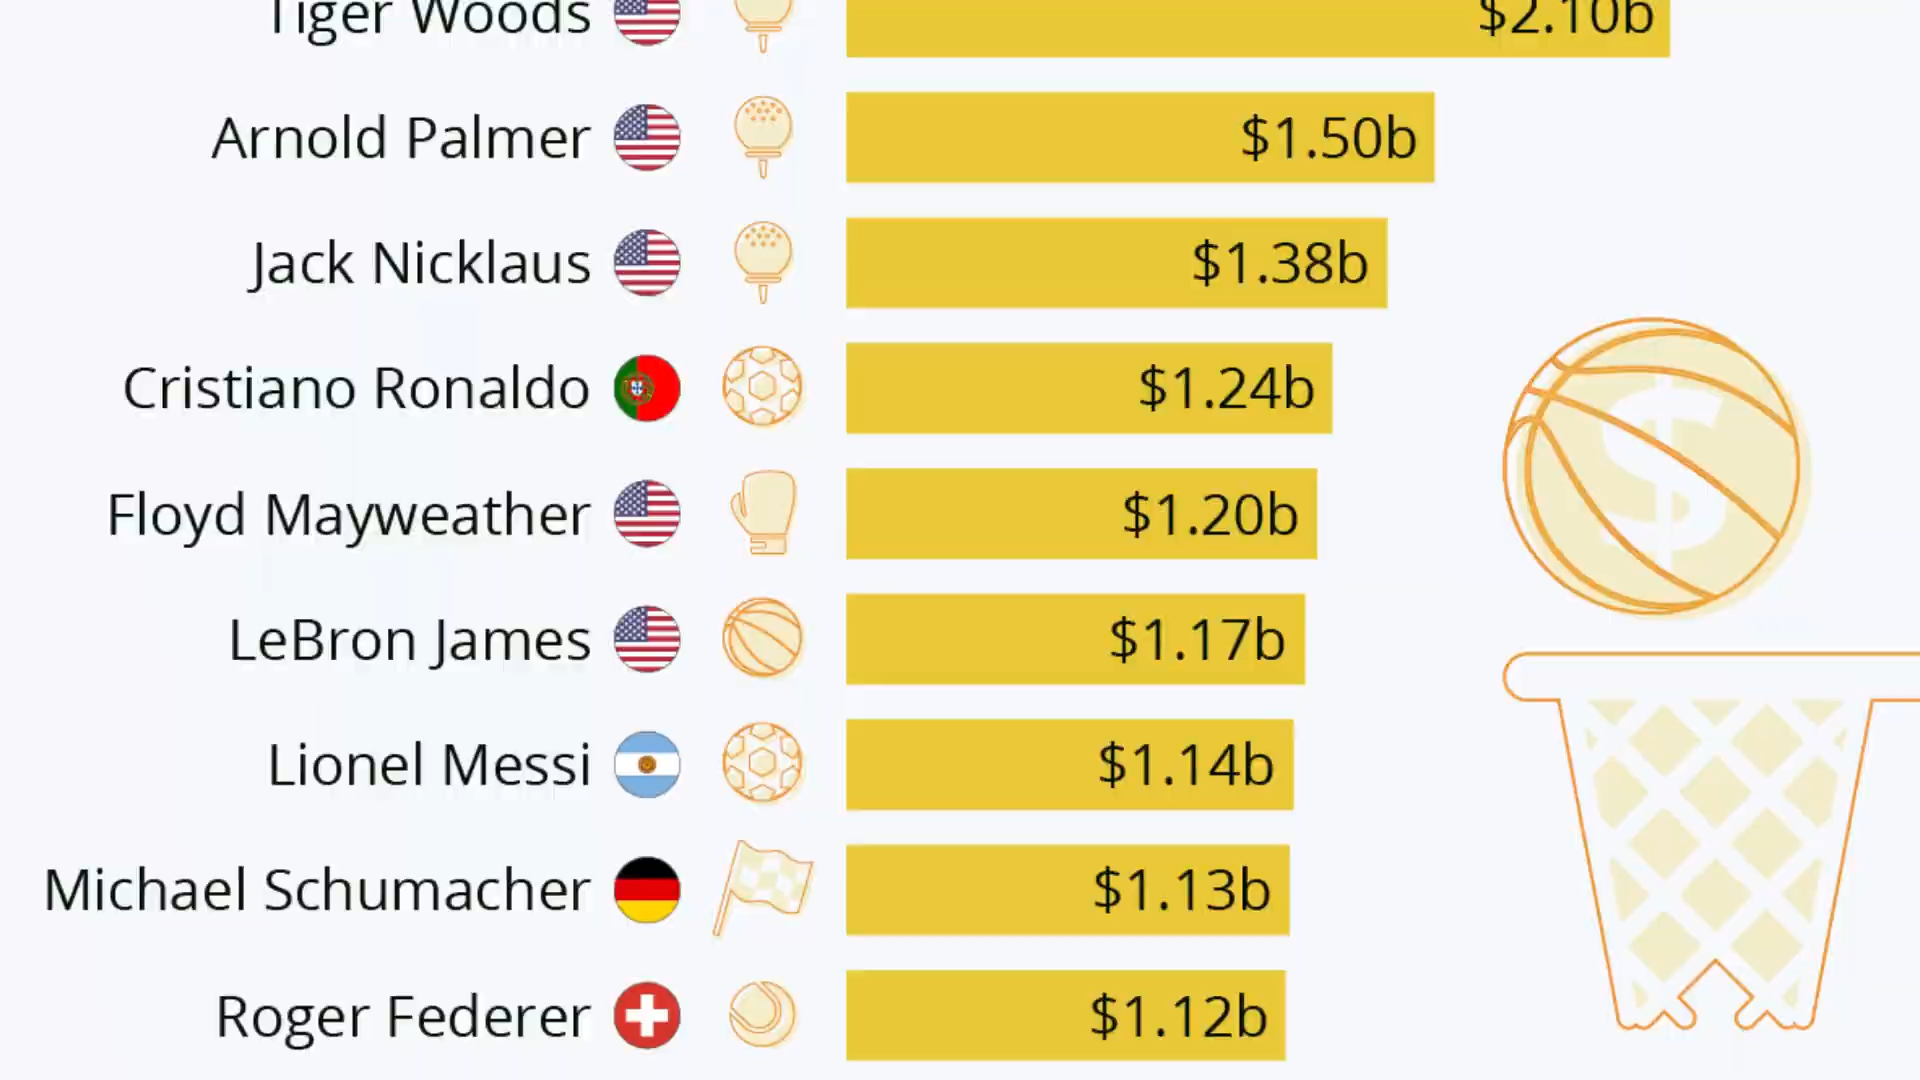 Tiger Woods $2.10b
Arnold Palmer $1.50b
Jack Nicklaus $1.38b
Cristiano Ronaldo $1.24b
Floyd Mayweather $1.20b
LeBron James $1.17b
Lionel Messi $1.14b
Michael Schumacher $1.13b
Roger Federer $1.12b
$